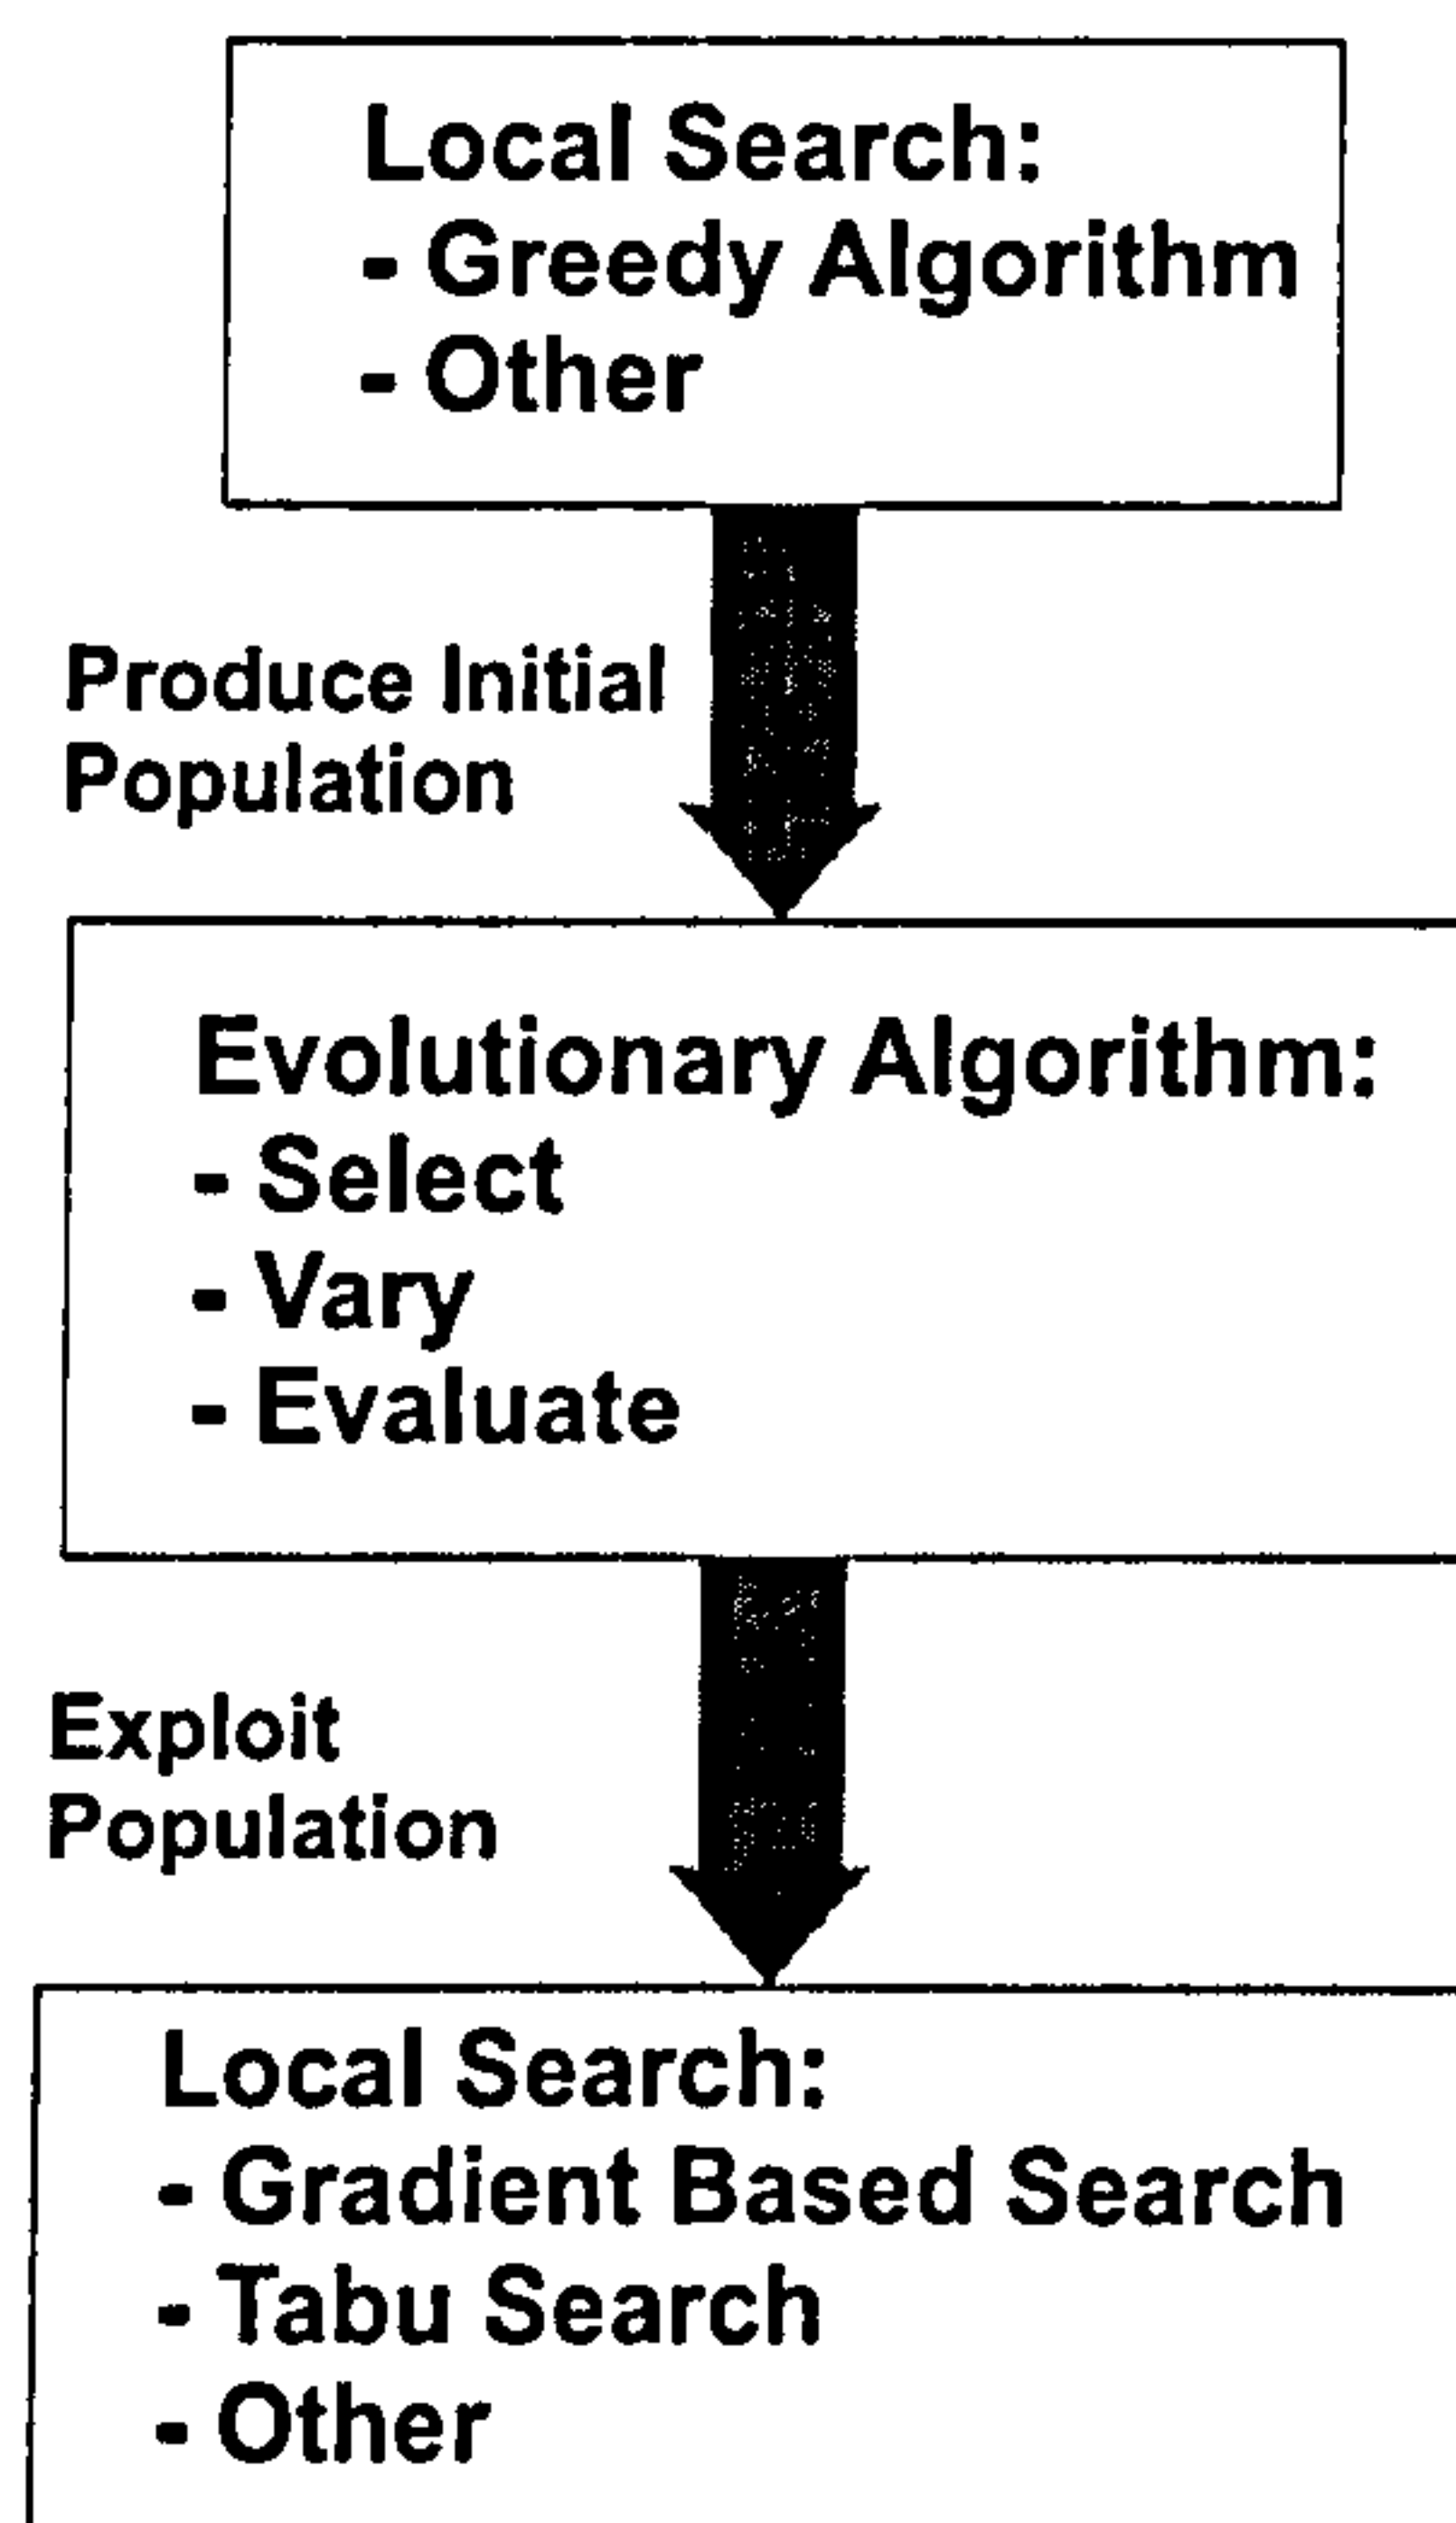 Local Search:
- Greedy Algorithm
- Other
Produce Initial
Population
Evolutionary Algorithm:
- Select
- Vary
- Evaluate
Exploit
Population
Local Search:
- Gradient Based Search
- Tabu Search
- Other